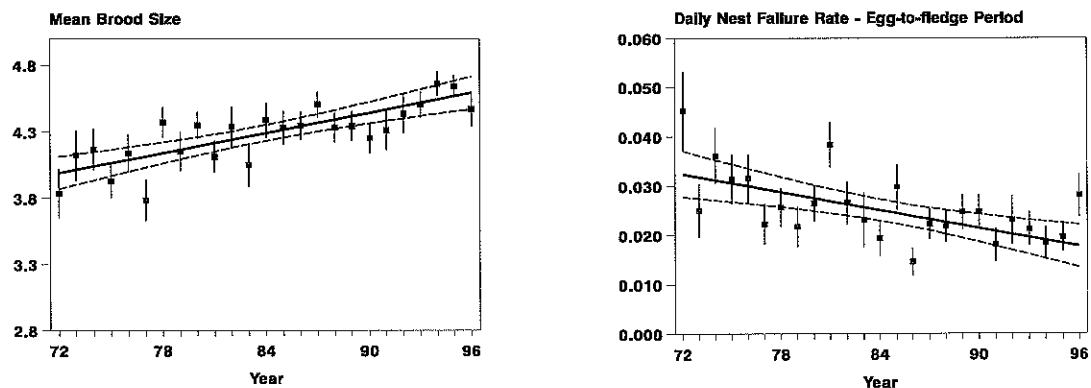 Mean Brood Size
4.8
4.3
3.8
3.3
2.8
72 78 84 90 96
Year
Daily Nest Failure Rate - Egg-to-fledge Period
0.060
0.050
0.040
0.030
0.020
0.010
0.000
72 78 84 90 96
Year